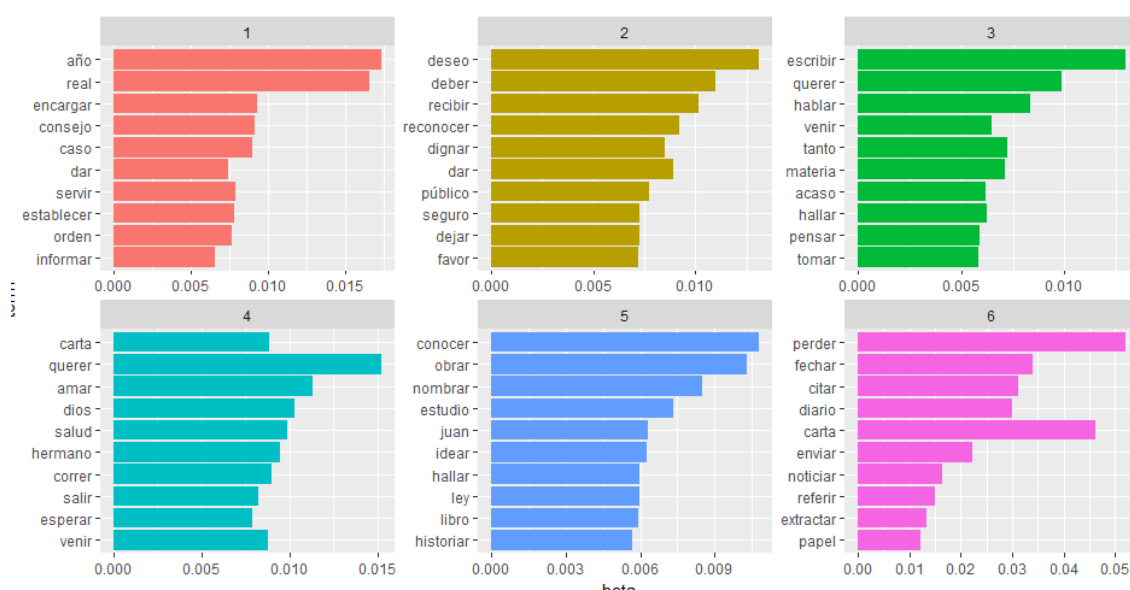 1
año
real
encargar
consejo
caso
dar
servir
establecer
orden
informar
0.000 0.005 0.010 0.015
2
deseo
deber
recibir
reconocer
dignar
dar
público
seguro
dejar
favor
0.000 0.005 0.010
3
escribir
querer
hablar
venir
tanto
materia
acaso
hallar
pensar
tomar
0.000 0.005 0.010
term
4
carta
querer
amar
dios
salud
hermano
correr
salir
esperar
venir
0.000 0.005 0.010 0.015
5
conocer
obrar
nombrar
estudio
juan
idear
hallar
ley
libro
historiar
0.000 0.003 0.006 0.009
6
perder
fechar
citar
diario
carta
enviar
noticiar
referir
extractar
papel
0.00 0.01 0.02 0.03 0.04 0.05
beta